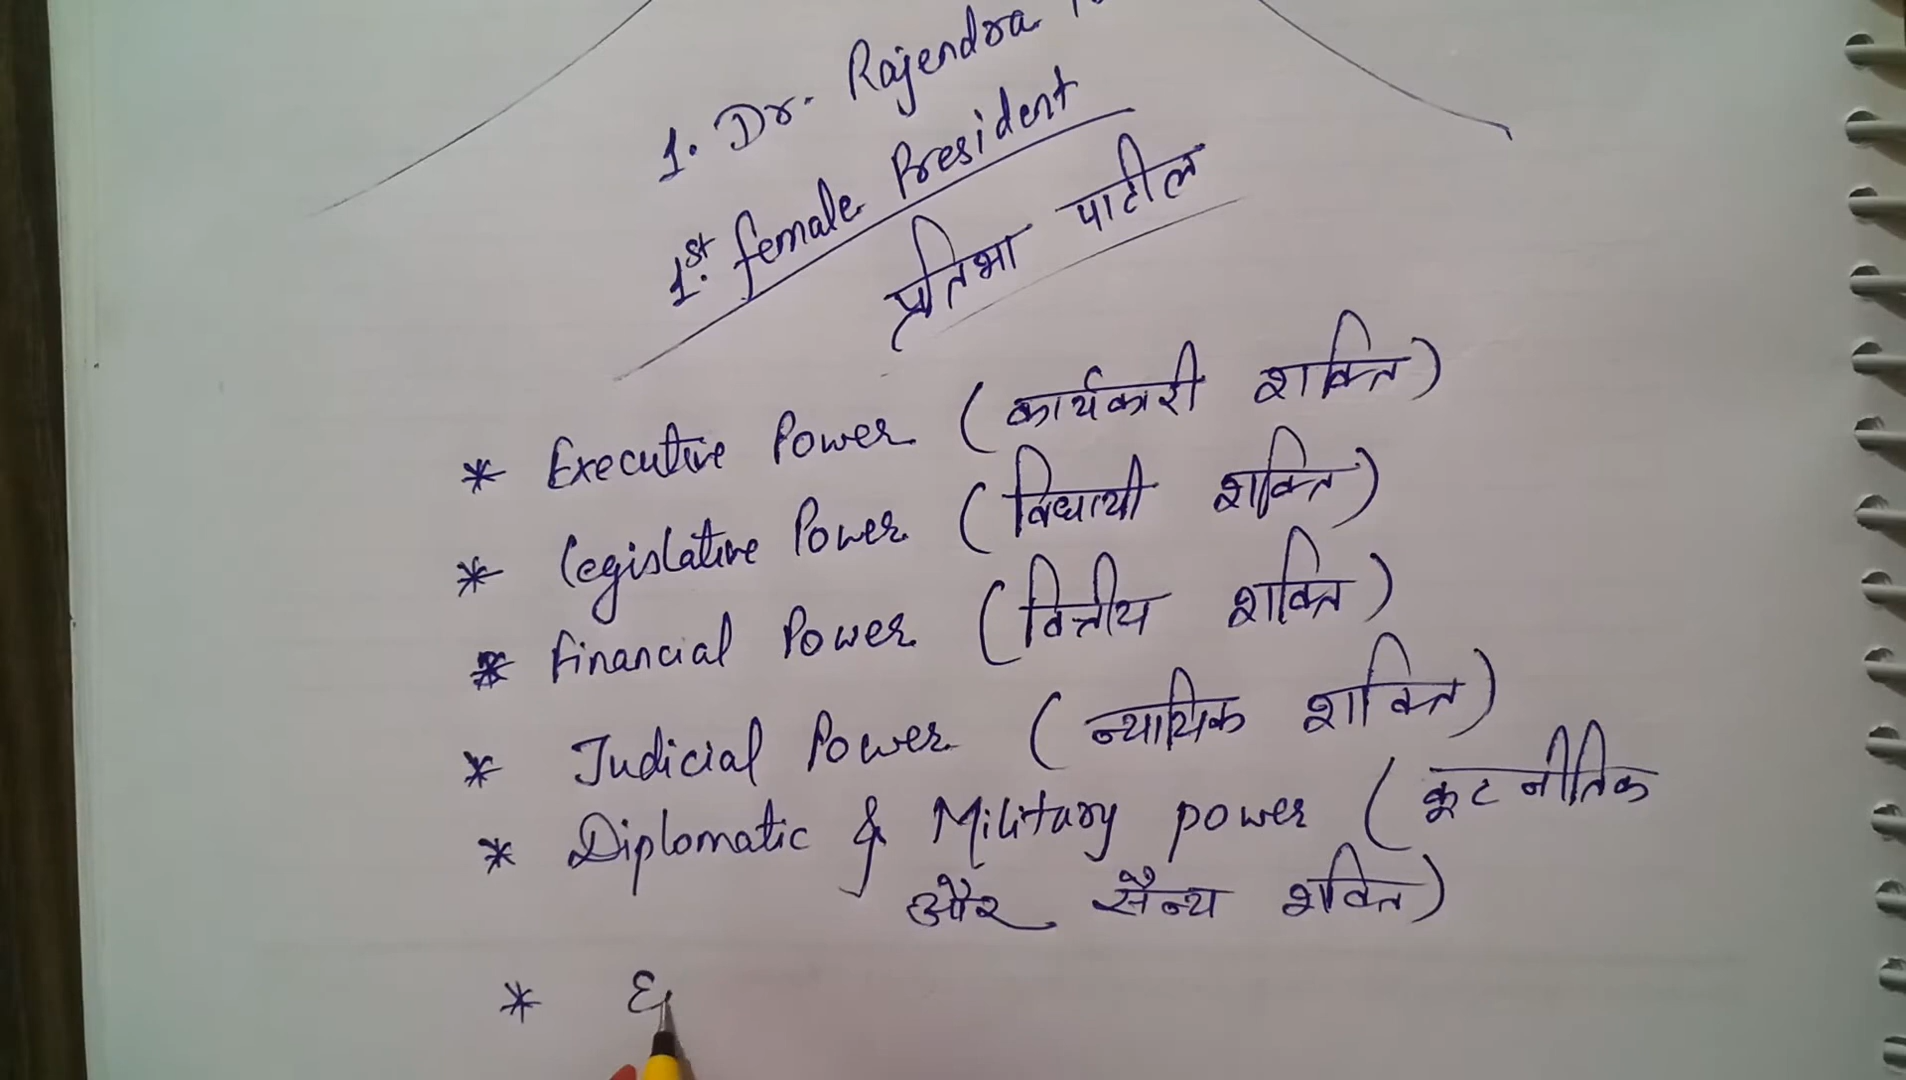 1. Dr. Rajendra
1st. female President
प्रतिभा पाटील
* Executive Power (कार्यकारी शक्ति)
* Legislative Power (विधायी शक्ति)
* Financial Power (वित्तीय शक्ति)
* Judicial Power (न्यायिक शक्ति)
* Diplomatic & Military power (कूटनीतिक
और सैन्य शक्ति)
* E